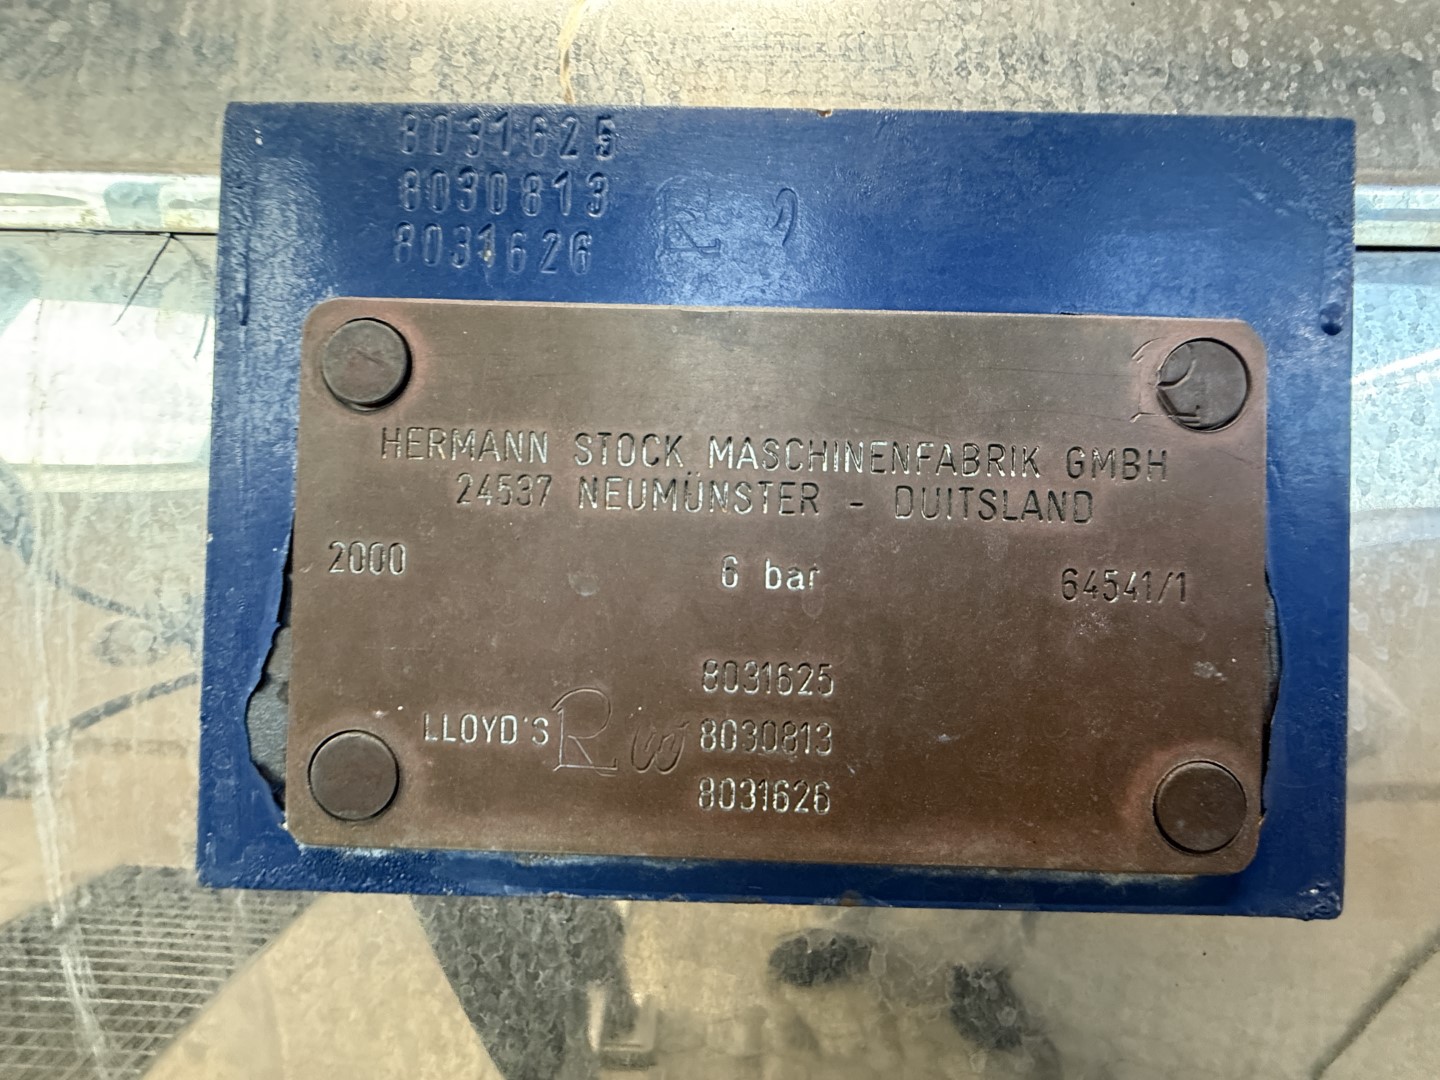 8031625
8030813
8031626
HERMANN STOCK MASCHINENFABRIK GMBH
24537 NEUMÜNSTER - DUITSLAND
2000 6 bar 64541/1
8031625
LLOYD'S LR 8030813
8031626